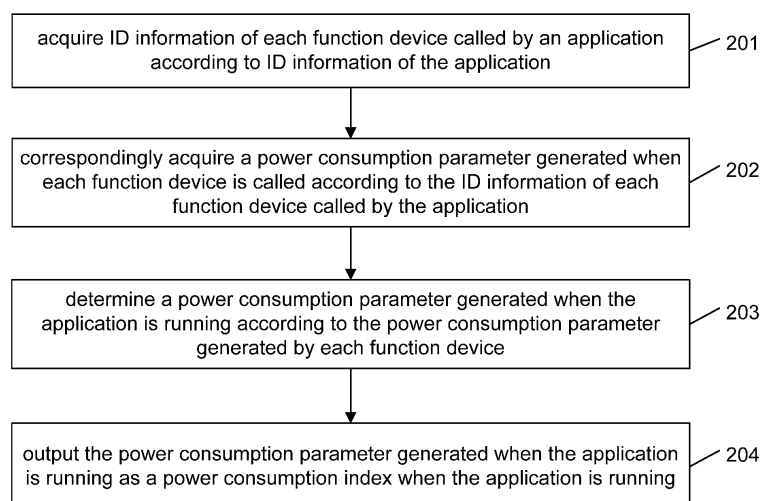 acquire ID information of each function device called by an application
according to ID information of the application
201
correspondingly acquire a power consumption parameter generated when
each function device is called according to the ID information of each
function device called by the application
202
determine a power consumption parameter generated when the
application is running according to the power consumption parameter
generated by each function device
203
output the power consumption parameter generated when the application
is running as a power consumption index when the application is running
204